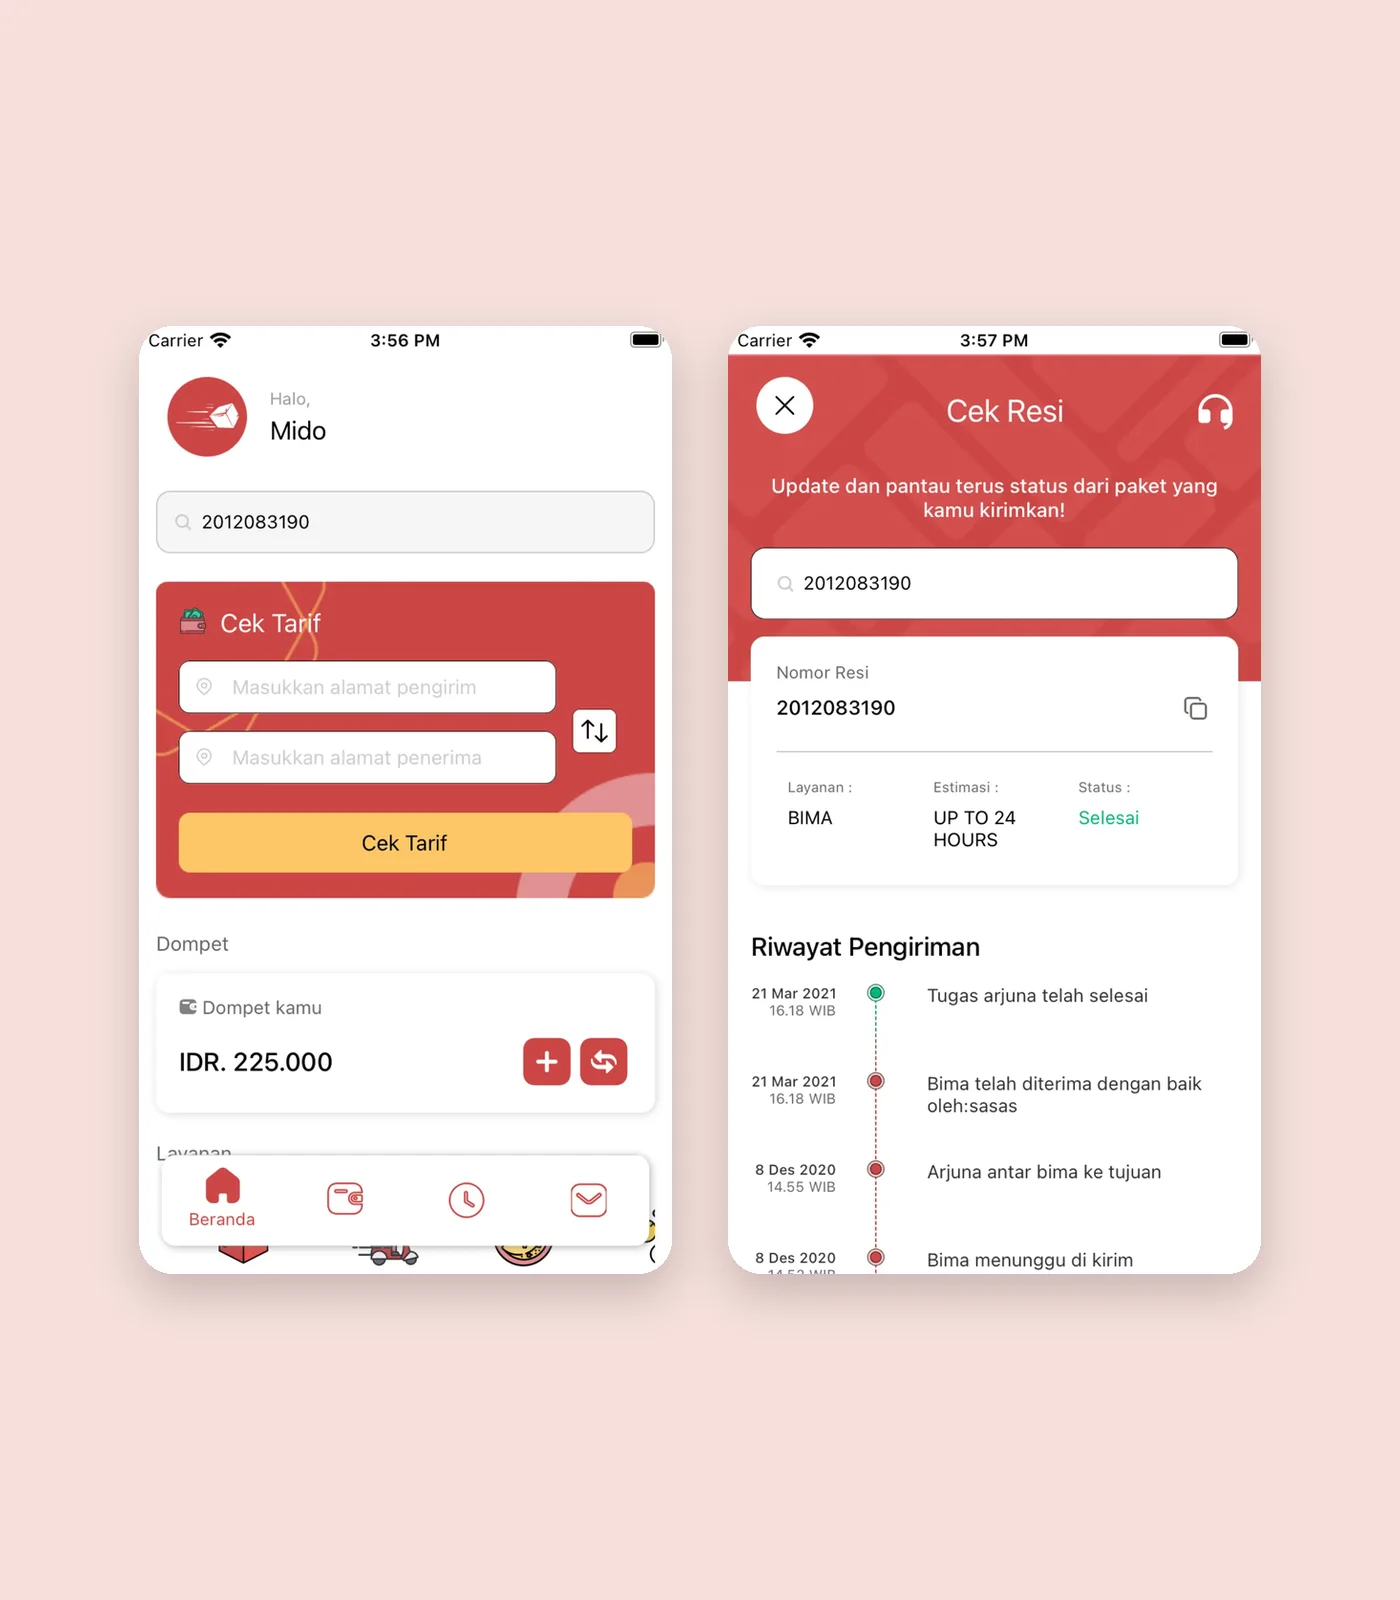 Carrier
3:56 PM
Halo,
Mido
2012083190
Cek Tarif
Masukkan alamat pengirim
Masukkan alamat penerima
Cek Tarif
Dompet
Dompet kamu
IDR. 225.000
Layanan
Beranda
Carrier
3:57 PM
Cek Resi
Update dan pantau terus status dari paket yang
kamu kirimkan!
2012083190
Nomor Resi
2012083190
Layanan :
BIMA
Estimasi :
UP TO 24
HOURS
Status :
Selesai
Riwayat Pengiriman
21 Mar 2021
16.18 WIB
Tugas arjuna telah selesai
21 Mar 2021
16.18 WIB
Bima telah diterima dengan baik
oleh:sasas
8 Des 2020
14.55 WIB
Arjuna antar bima ke tujuan
8 Des 2020
Bima menunggu di kirim